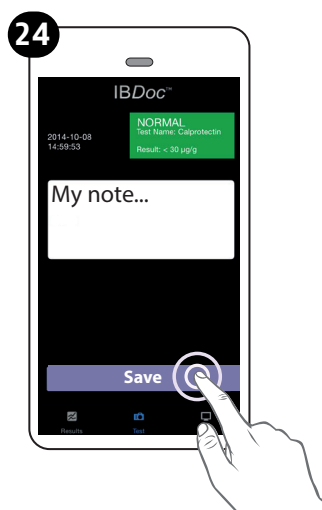 24
IBDoc™
NORMAL
Test Name: Calprotectin
2014-10-08
14:59:53
Result: < 30 µg/g
My note...
Save
Results
Test